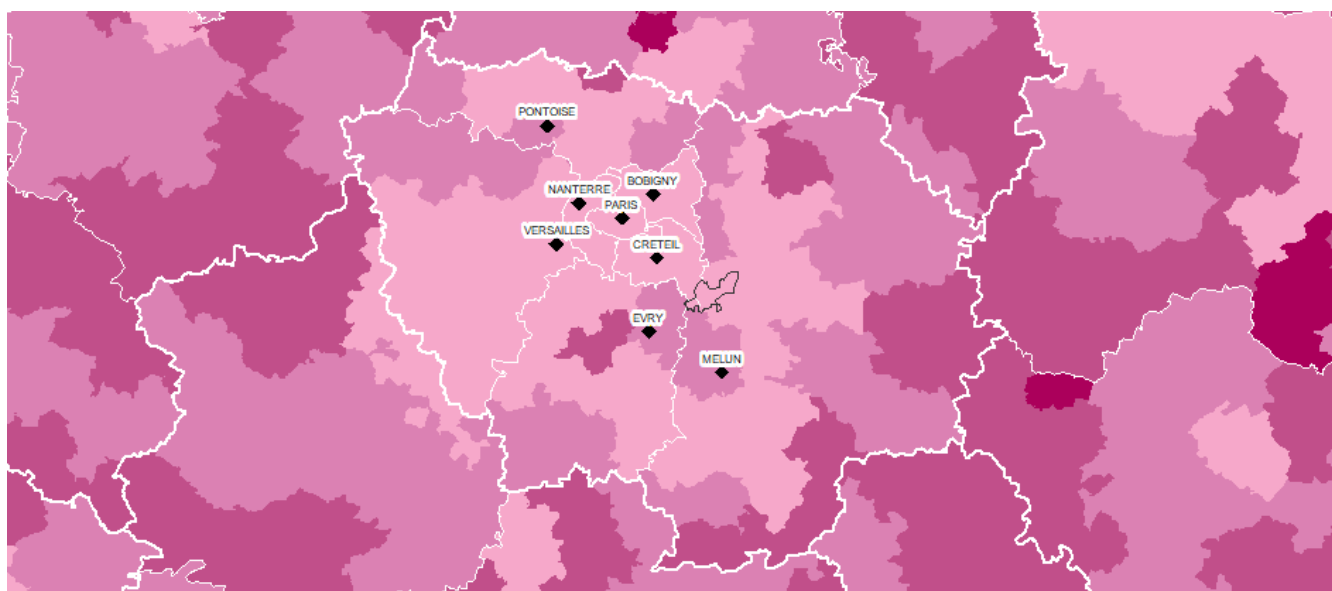 PONTOISE
NANTERRE
BOBIGNY
PARIS
VERSAILLES
CRETEIL
EVRY
MELUN